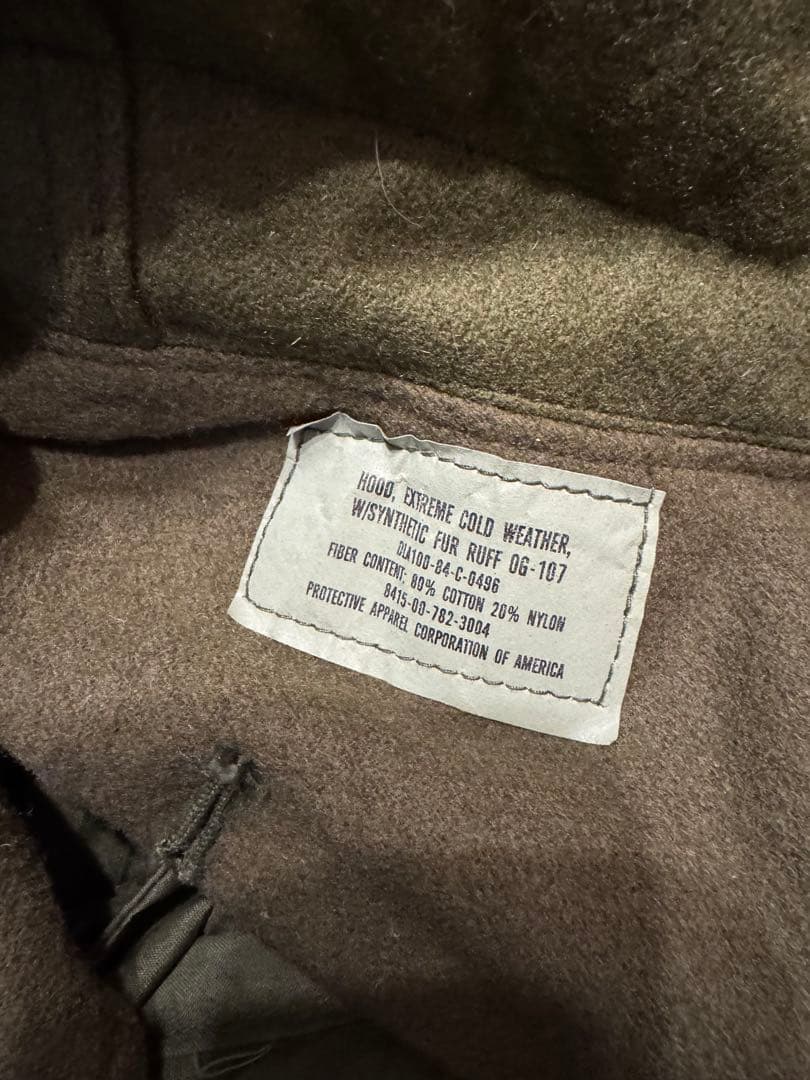 HOOD, EXTREME COLD WEATHER,
W/SYNTHETIC FUR RUFF OG-107
DLA100-84-C-0496
FIBER CONTENT: 80% COTTON 20% NYLON
8415-00-782-3004
PROTECTIVE APPAREL CORPORATION OF AMERICA